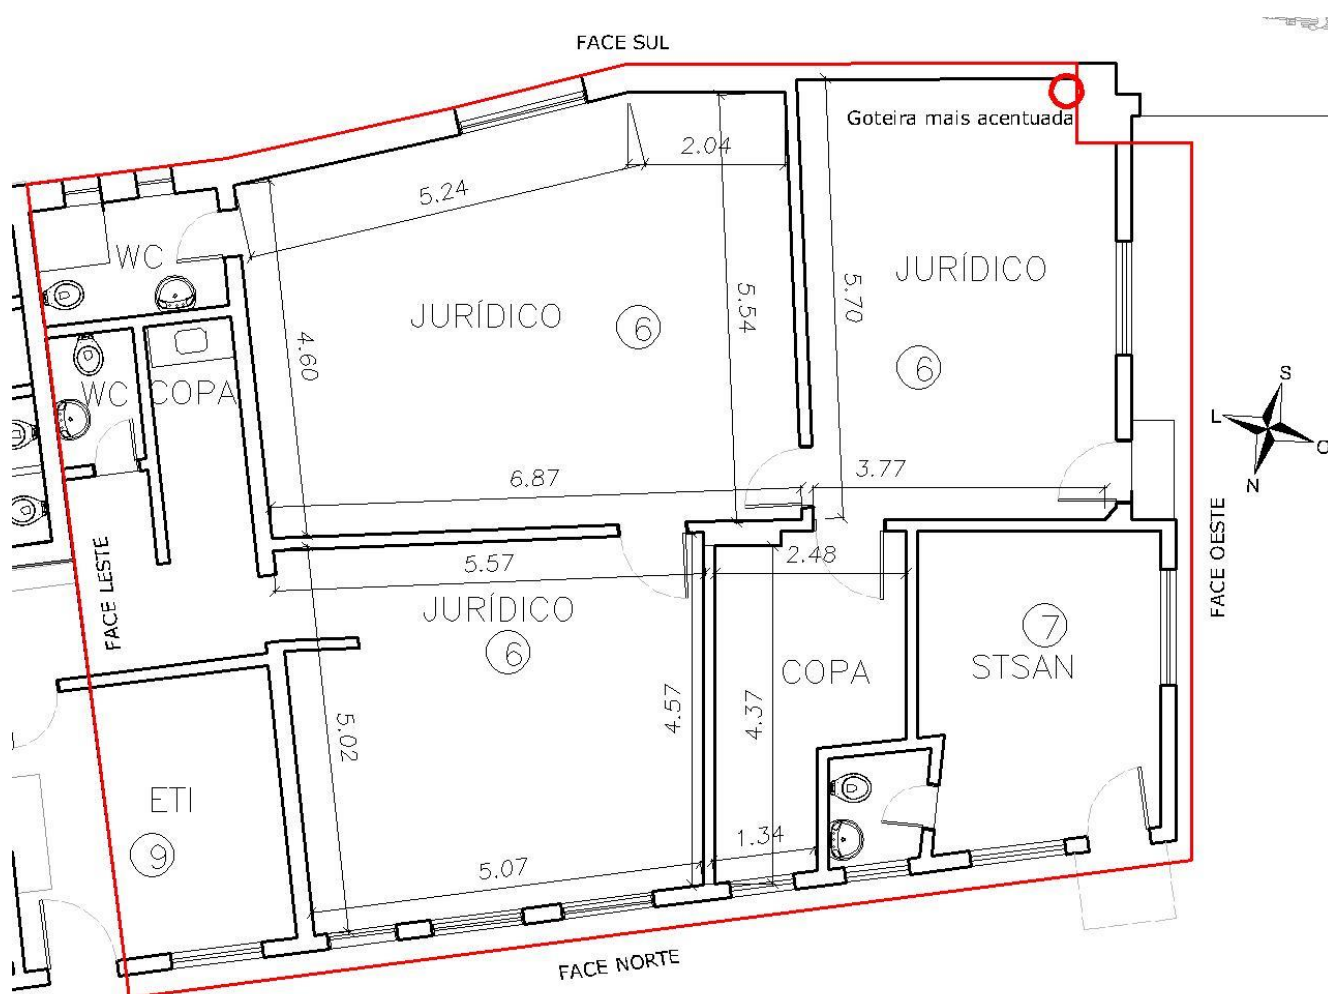 FACE SUL
Goteira mais acentuada
2.04
5.24
WC
JURÍDICO
6
5.54
5.70
JURÍDICO
6
4.60
WC
COPA
S
L
O
N
6.87
3.77
FACE LESTE
5.57
2.48
JURÍDICO
6
FACE OESTE
7
STSAN
COPA
4.57
4.37
5.02
ETI
9
1.34
5.07
FACE NORTE